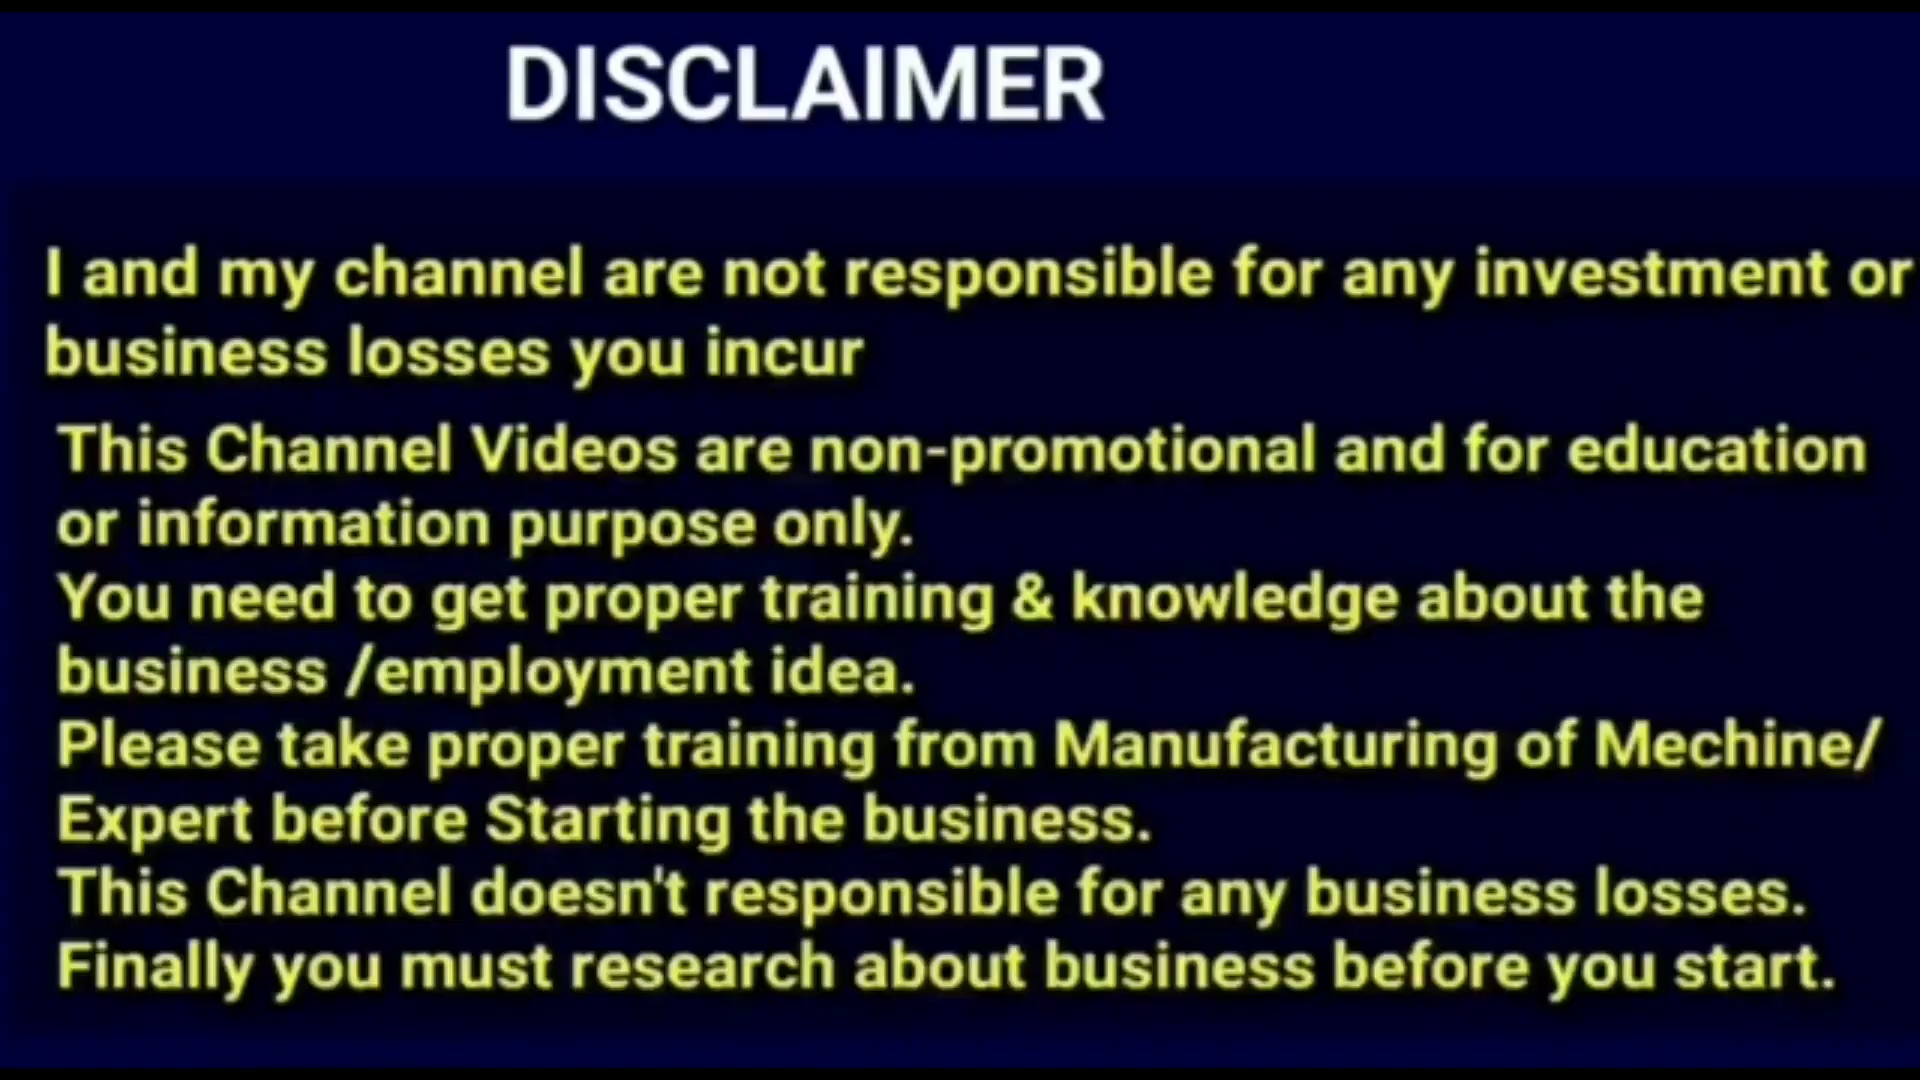 DISCLAIMER
I and my channel are not responsible for any investment or
business losses you incur
This Channel Videos are non-promotional and for education
or information purpose only.
You need to get proper training & knowledge about the
business /employment idea.
Please take proper training from Manufacturing of Mechine/
Expert before Starting the business.
This Channel doesn't responsible for any business losses.
Finally you must research about business before you start.